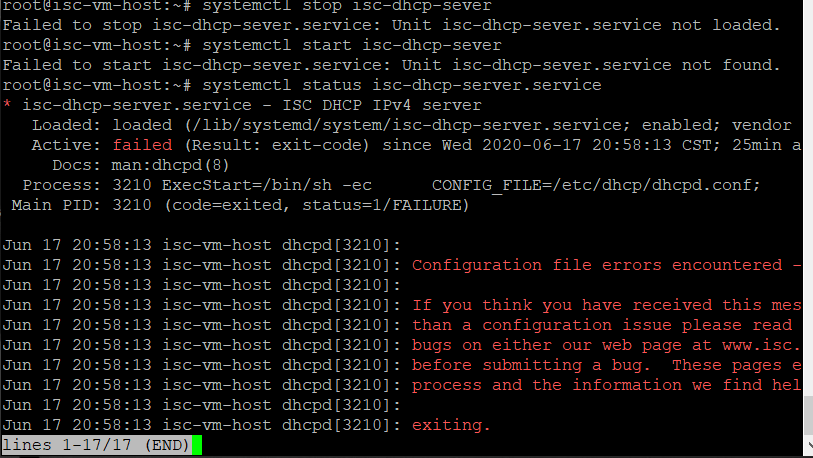 root@isc-vm-host:~# systemctl stop isc-dhcp-sever
Failed to stop isc-dhcp-sever.service: Unit isc-dhcp-sever.service not loaded.
root@isc-vm-host:~# systemctl start isc-dhcp-sever
Failed to start isc-dhcp-sever.service: Unit isc-dhcp-sever.service not found.
root@isc-vm-host:~# systemctl status isc-dhcp-server.service
* isc-dhcp-server.service - ISC DHCP IPv4 server
   Loaded: loaded (/lib/systemd/system/isc-dhcp-server.service; enabled; vendor
   Active: failed (Result: exit-code) since Wed 2020-06-17 20:58:13 CST; 25min a
     Docs: man:dhcpd(8)
  Process: 3210 ExecStart=/bin/sh -ec      CONFIG_FILE=/etc/dhcp/dhcpd.conf;
 Main PID: 3210 (code=exited, status=1/FAILURE)

Jun 17 20:58:13 isc-vm-host dhcpd[3210]:
Jun 17 20:58:13 isc-vm-host dhcpd[3210]: Configuration file errors encountered -
Jun 17 20:58:13 isc-vm-host dhcpd[3210]:
Jun 17 20:58:13 isc-vm-host dhcpd[3210]: If you think you have received this mes
Jun 17 20:58:13 isc-vm-host dhcpd[3210]: than a configuration issue please read
Jun 17 20:58:13 isc-vm-host dhcpd[3210]: bugs on either our web page at www.isc.
Jun 17 20:58:13 isc-vm-host dhcpd[3210]: before submitting a bug.  These pages e
Jun 17 20:58:13 isc-vm-host dhcpd[3210]: process and the information we find hel
Jun 17 20:58:13 isc-vm-host dhcpd[3210]:
Jun 17 20:58:13 isc-vm-host dhcpd[3210]: exiting.
lines 1-17/17 (END)